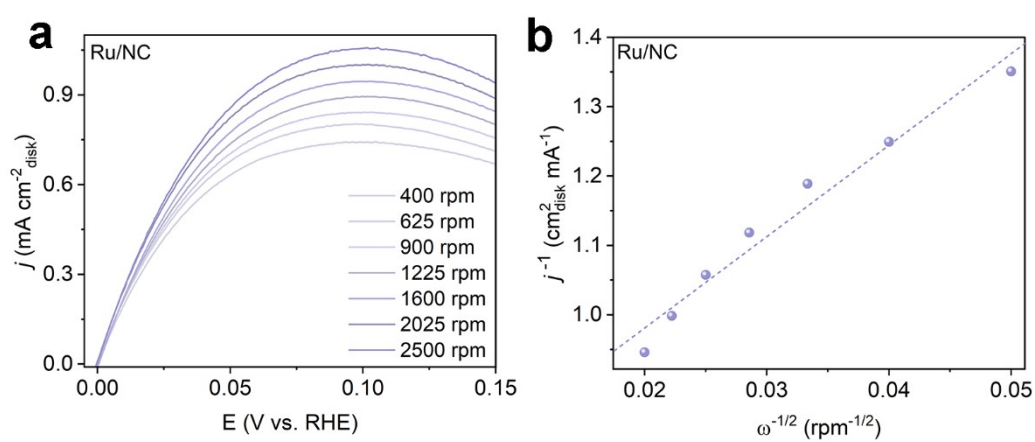 a
Ru/NC
j (mA cm⁻²disk)
0.9
0.6
0.3
0.0
400 rpm
625 rpm
900 rpm
1225 rpm
1600 rpm
2025 rpm
2500 rpm
0.00 0.05 0.10 0.15
E (V vs. RHE)
b
Ru/NC
j⁻¹ (cm²disk mA⁻¹)
1.4
1.3
1.2
1.1
1.0
0.02 0.03 0.04 0.05
ω⁻¹/² (rpm⁻¹/²)